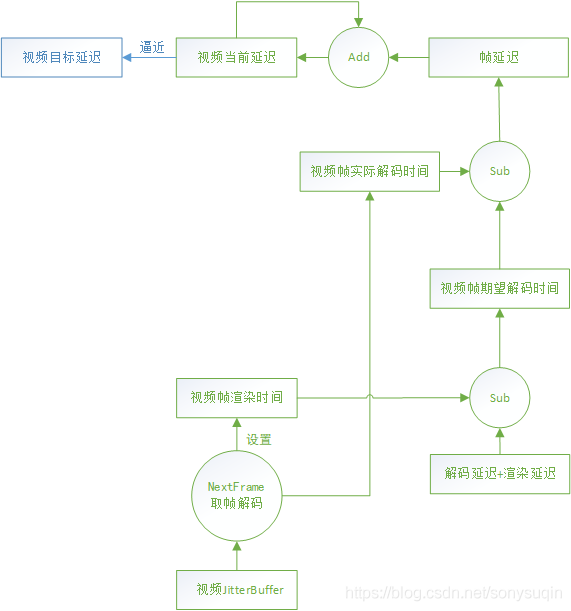 视频目标延迟
逼近
视频当前延迟
Add
帧延迟
视频帧实际解码时间
Sub
视频帧期望解码时间
视频帧渲染时间
Sub
设置
解码延迟+渲染延迟
NextFrame
取帧解码
视频JitterBuffer
https://blog.csdn.net/sonysuqin